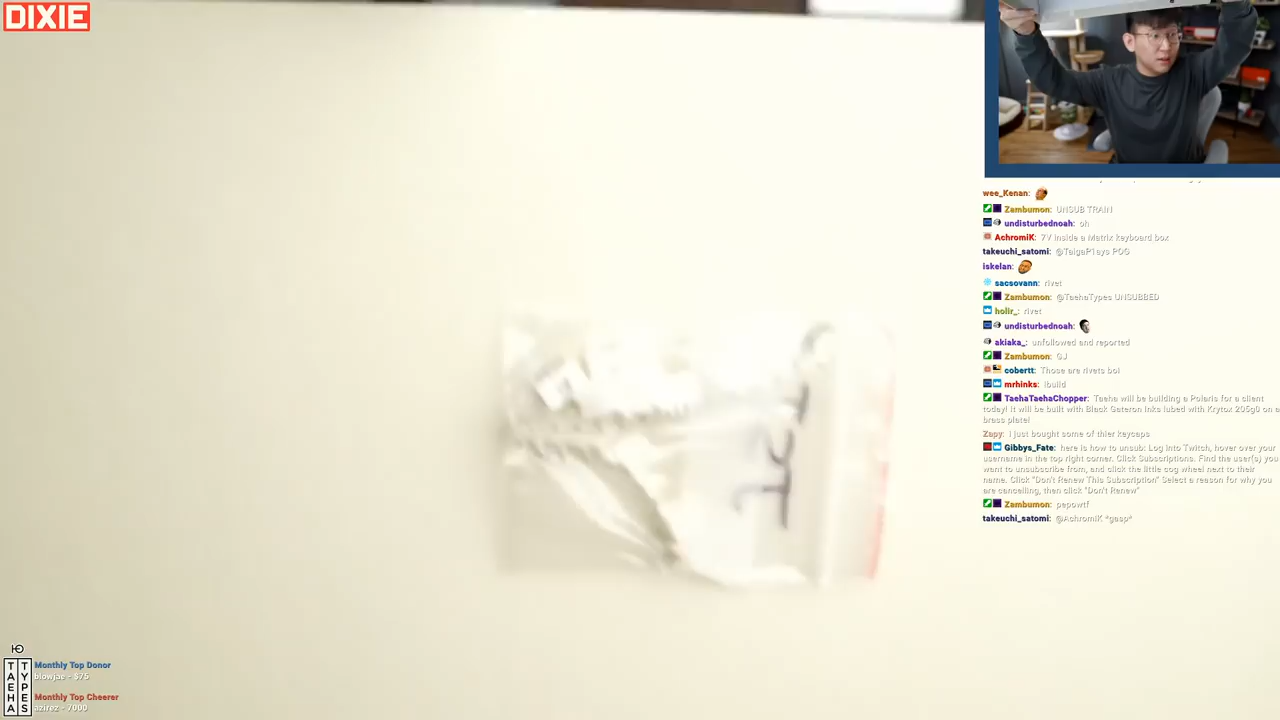 DIXIE
wee_Kenan:
Zambumon: UNSUB TRAIN
undisturbednoah: oh
AchromiK: 7V inside a Matrix keyboard box
takeuchi_satomi: @TaigaP1ays POG
iskelan:
sacsovann: rivet
Zambumon: @TaehaTypes UNSUBBED
holir_: rivet
undisturbednoah:
akiaka_: unfollowed and reported
Zambumon: GJ
cobertt: Those are rivets boi
mrhinks: !build
TaehaTaehaChopper: Taeha will be building a Polaris for a client
today! It will be built with Black Gateron Inks lubed with Krytox 205g0 on a
brass plate!
Zapy: i just bought some of thier keycaps
Gibbys_Fate: here is how to unsub: Log into Twitch, hover over your
username in the top right corner. Click Subscriptions. Find the user(s) you
want to unsubscribe from, and click the little cog wheel next to their
name. Click "Don't Renew This Subscription" Select a reason for why you
are cancelling, then click "Don't Renew"
Zambumon: pepowtf
takeuchi_satomi: @AchromiK *gasp*
TAEHA
TYPES
Monthly Top Donor
blowjae - $75
Monthly Top Cheerer
azirez - 7000